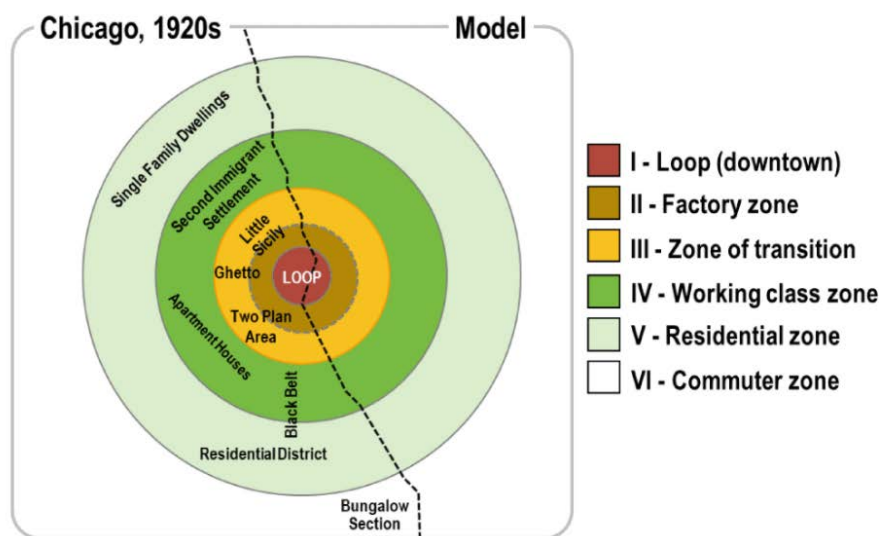 Chicago, 1920s
Model
Single Family Dwellings
Second Immigrant
Settlement
Little
Sicily
Ghetto
LOOP
Two Plan
Area
Apartment Houses
Black Belt
Residential District
Bungalow
Section
I - Loop (downtown)
II - Factory zone
III - Zone of transition
IV - Working class zone
V - Residential zone
VI - Commuter zone